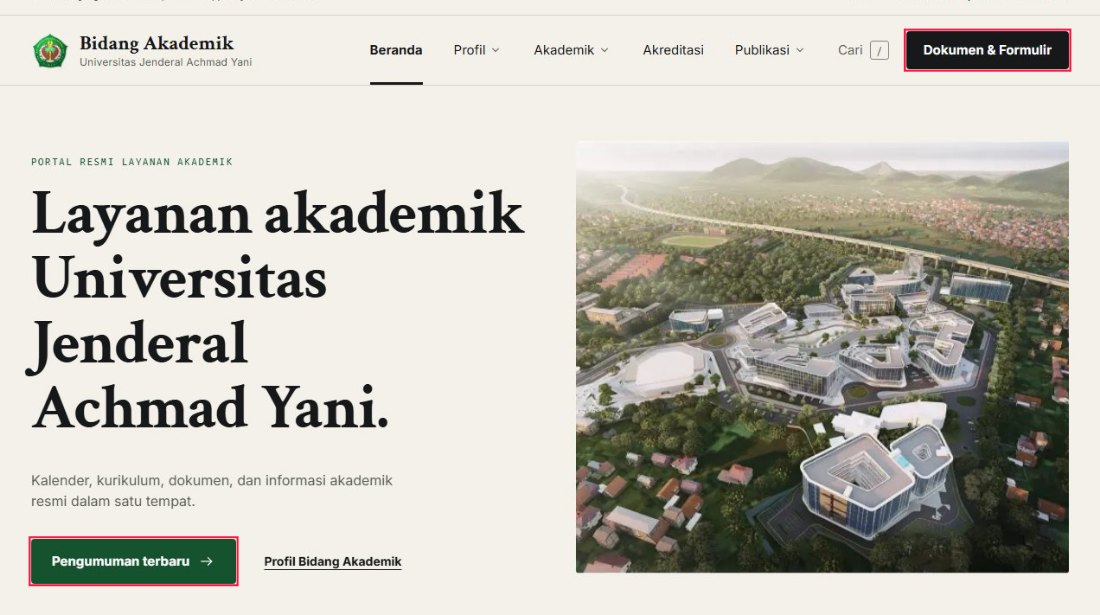 Bidang Akademik
Universitas Jenderal Achmad Yani
Beranda
Profil
Akademik
Akreditasi
Publikasi
Cari /
Dokumen & Formulir
PORTAL RESMI LAYANAN AKADEMIK
Layanan akademik
Universitas
Jenderal
Achmad Yani.
Kalender, kurikulum, dokumen, dan informasi akademik
resmi dalam satu tempat.
Pengumuman terbaru →
Profil Bidang Akademik